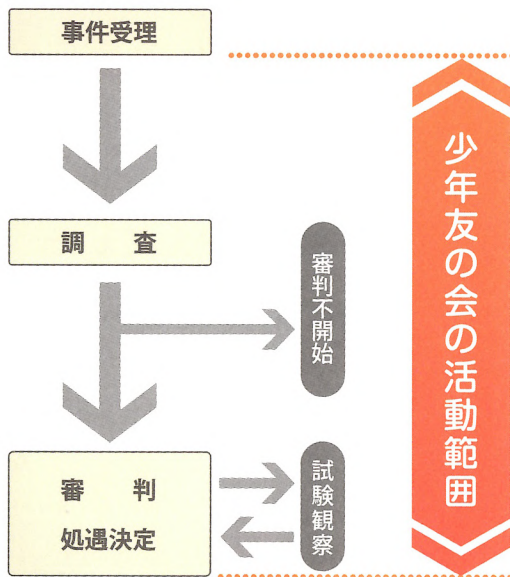 事件受理
調　査
審判不開始
審　判
処遇決定
試験観察
少年友の会の活動範囲